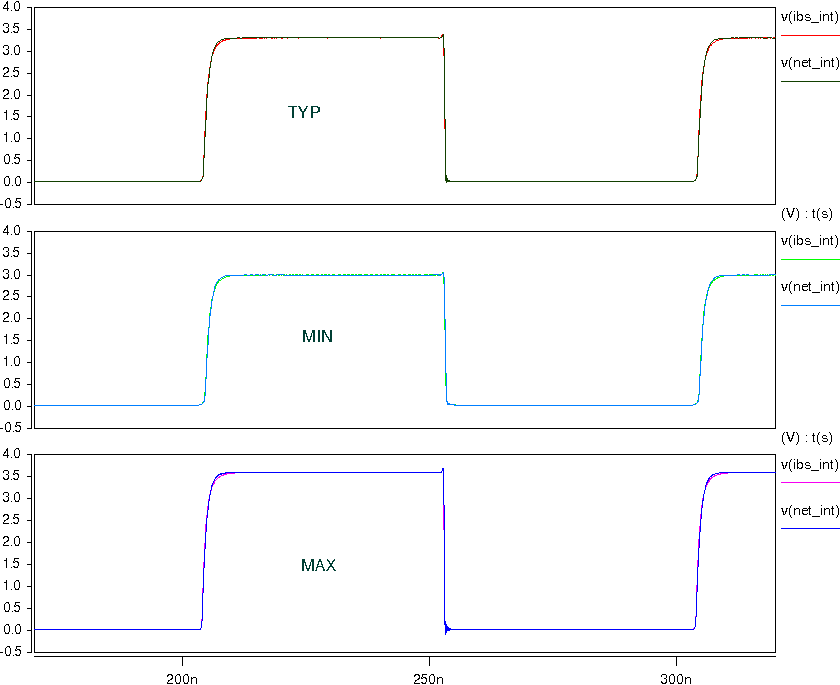 4.0
v(ibs_int)
3.5
3.0
v(net_int)
2.5
2.0
1.5
TYP
1.0
0.5
0.0
-0.5
(V) : t(s)
4.0
v(ibs_int)
3.5
3.0
v(net_int)
2.5
2.0
1.5
MIN
1.0
0.5
0.0
-0.5
(V) : t(s)
4.0
v(ibs_int)
3.5
3.0
v(net_int)
2.5
2.0
1.5
MAX
1.0
0.5
0.0
-0.5
200n 250n 300n